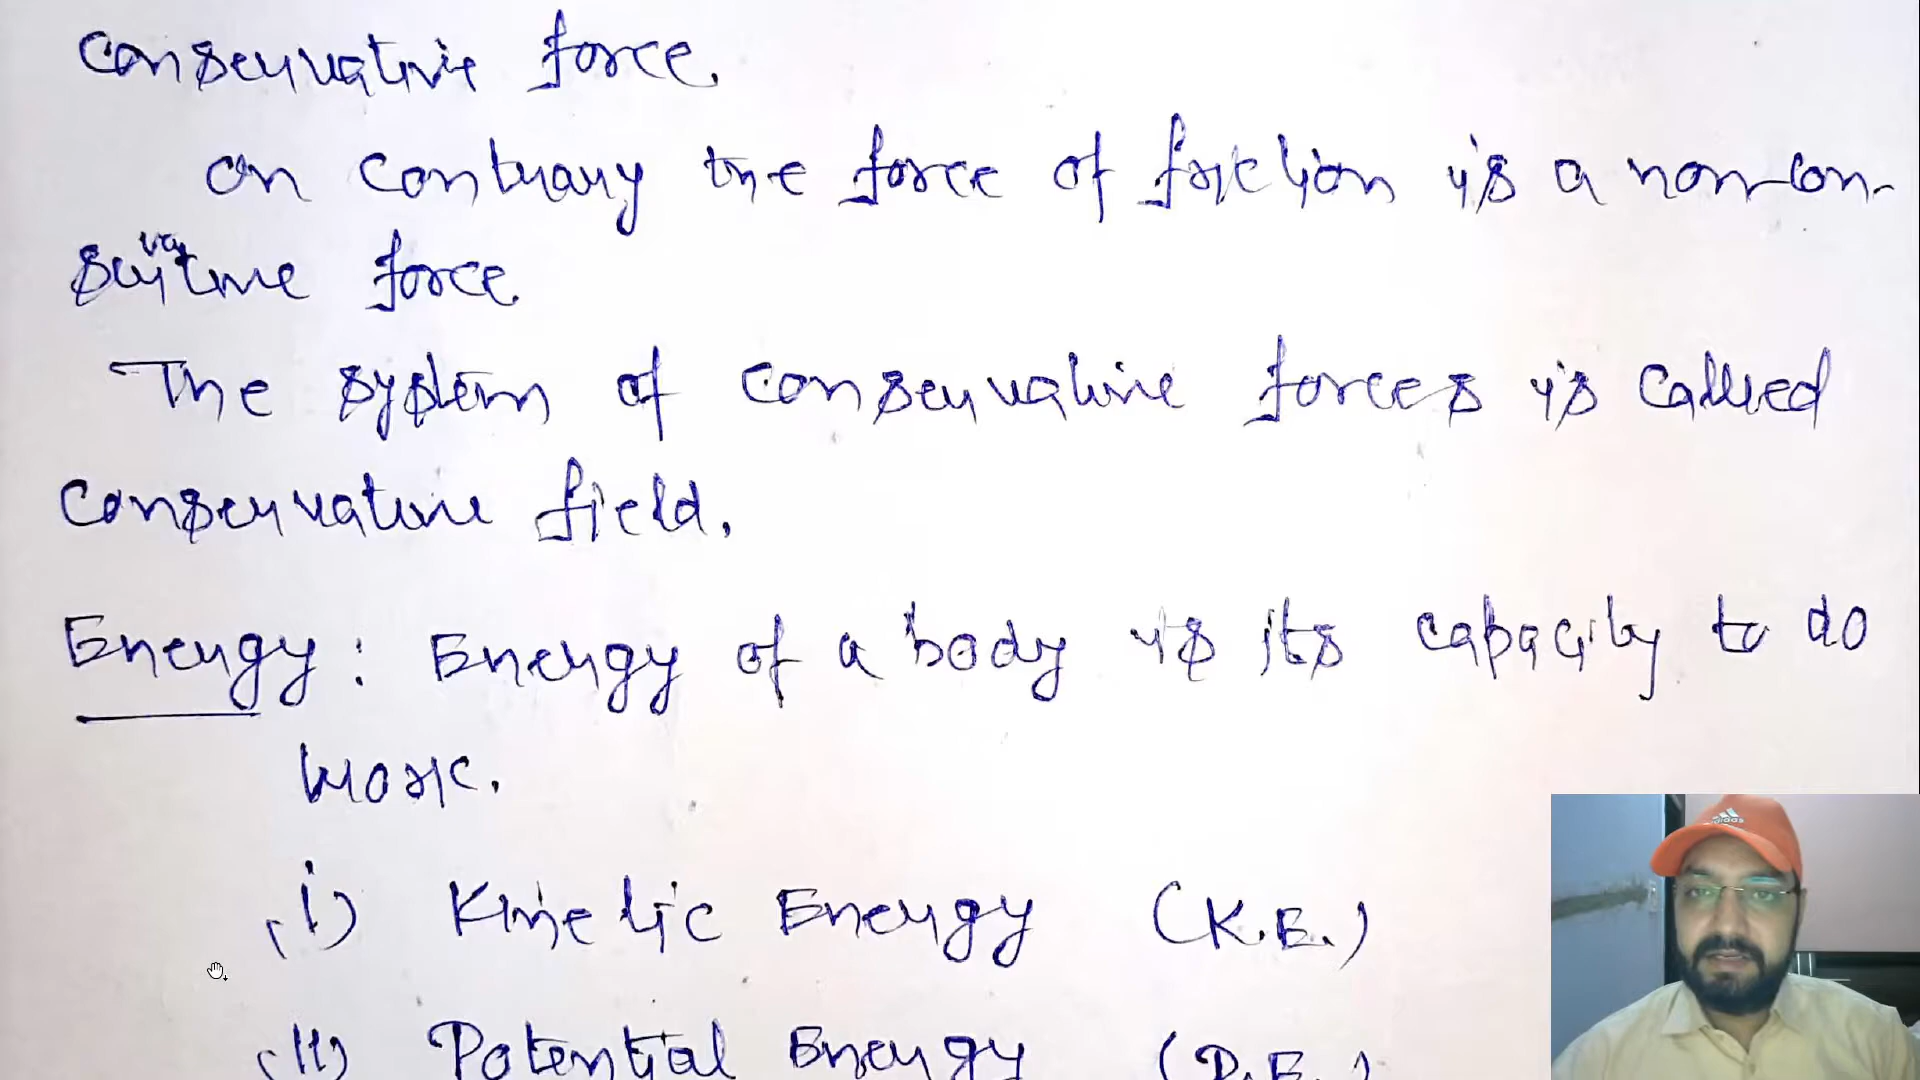 conservative force.
on contrary the force of friction is a non-con-
servative force.
The system of conservative forces is called
conservative field.
Energy: Energy of a body is its capacity to do
work.
(i) Kinetic Energy (K.E.)
(ii) Potential Energy (P.E.)
adidas